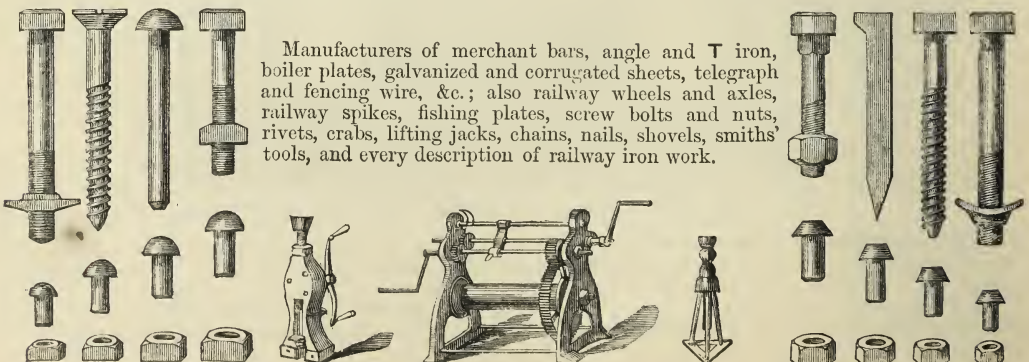 Manufacturers of merchant bars, angle and T iron,
boiler plates, galvanized and corrugated sheets, telegraph
and fencing wire, &c.; also railway wheels and axles,
railway spikes, fishing plates, screw bolts and nuts,
rivets, crabs, lifting jacks, chains, nails, shovels, smiths'
tools, and every description of railway iron work.